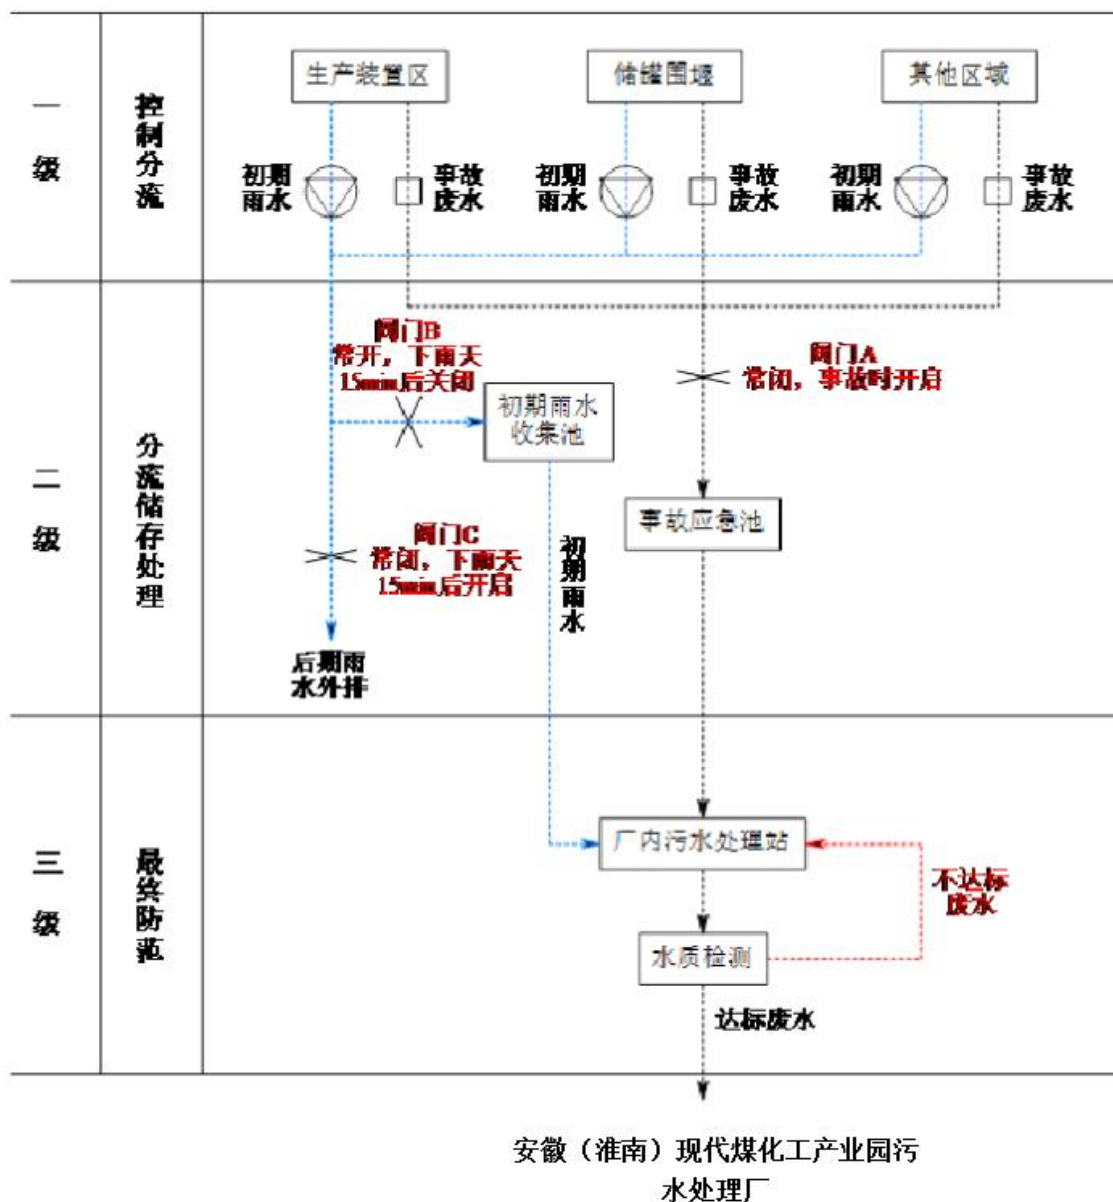 一
级
控
制
分
流
生产装置区
储罐围堰
其他区域
初期
雨水
事故
废水
初期
雨水
事故
废水
初期
雨水
事故
废水
二
级
分
流
储
存
处
理
阀门B
常开，下雨天
15min后关闭
阀门A
常闭，事故时开启
初期雨水
收集池
事故应急池
阀门C
常闭，下雨天
15min后开启
初
期
雨
水
后期雨
水外排
三
级
最
终
防
范
厂内污水处理站
不达标
废水
水质检测
达标废水
安徽（淮南）现代煤化工产业园污
水处理厂